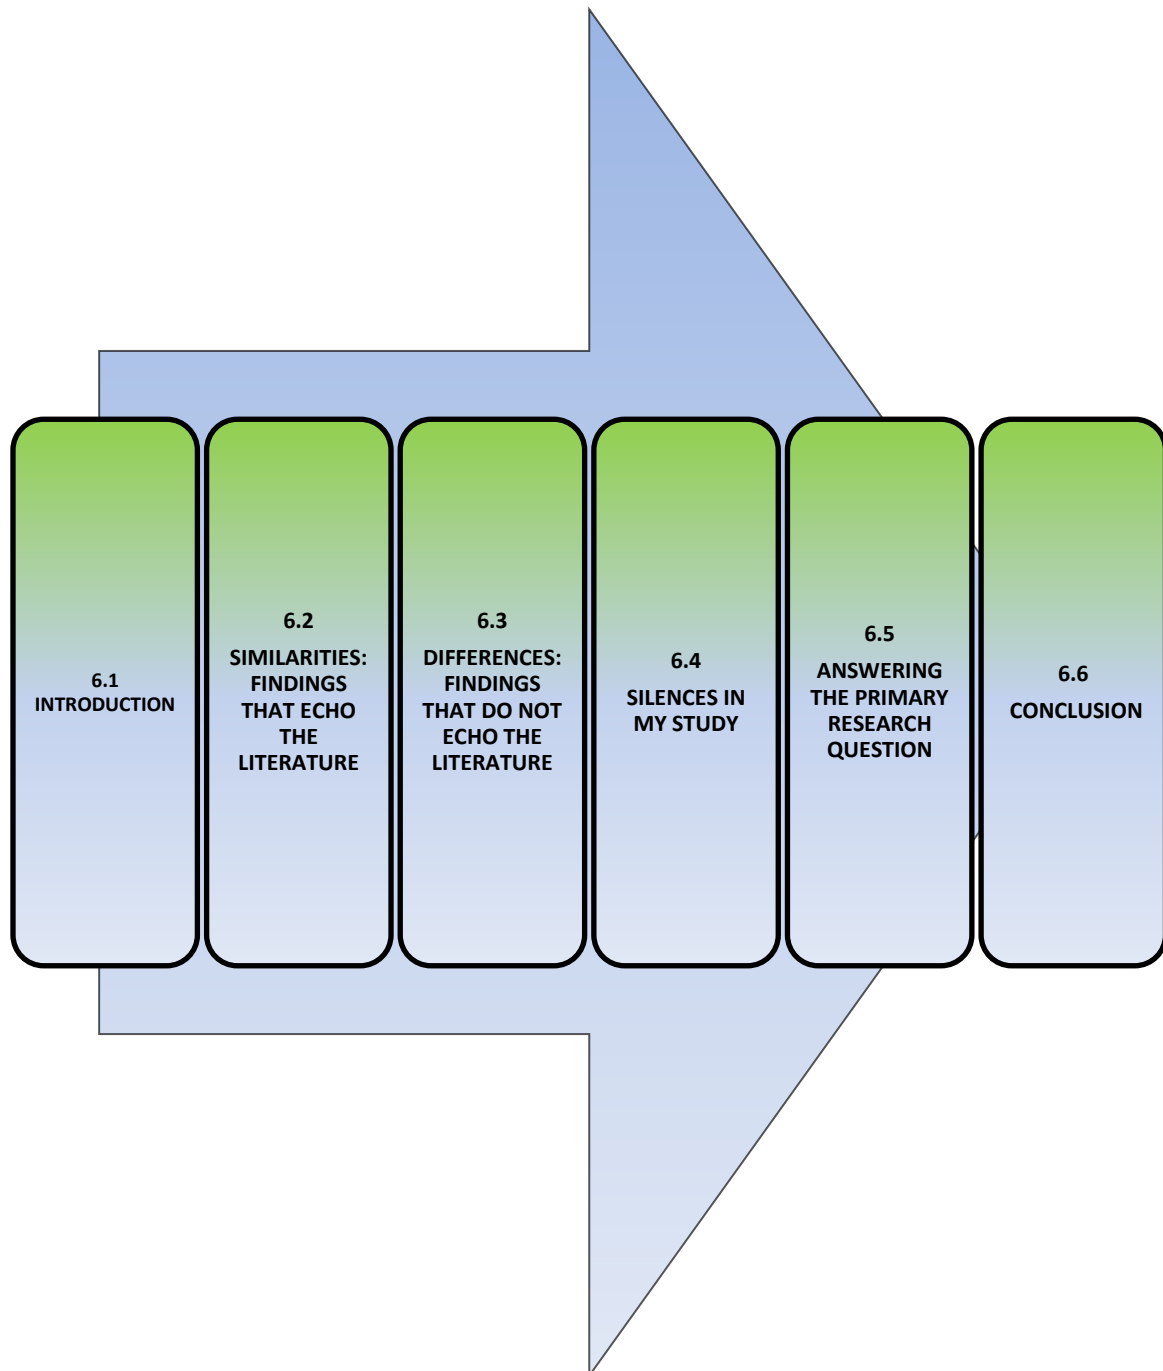 6.1
INTRODUCTION
6.2
SIMILARITIES:
FINDINGS
THAT ECHO
THE
LITERATURE
6.3
DIFFERENCES:
FINDINGS
THAT DO NOT
ECHO THE
LITERATURE
6.4
SILENCES IN
MY STUDY
6.5
ANSWERING
THE PRIMARY
RESEARCH
QUESTION
6.6
CONCLUSION